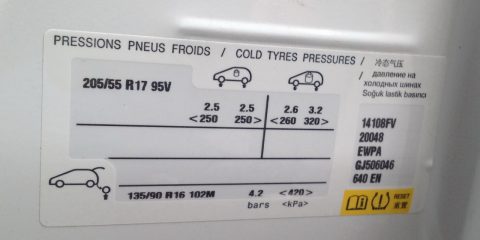 PRESSIONS PNEUS FROIDS / COLD TYRES PRESSURES / 冷态气压
/ давление на
холодных шинах
Soğuk lastik basıncı
205/55 R17 95V
2.5 2.5 2.6 3.2
<250 250> <260 320>
14108FV
20048
EWPA
GJ506046
640 EN
135/90 R16 102M 4.2 <420>
bars <kPa>
RESET